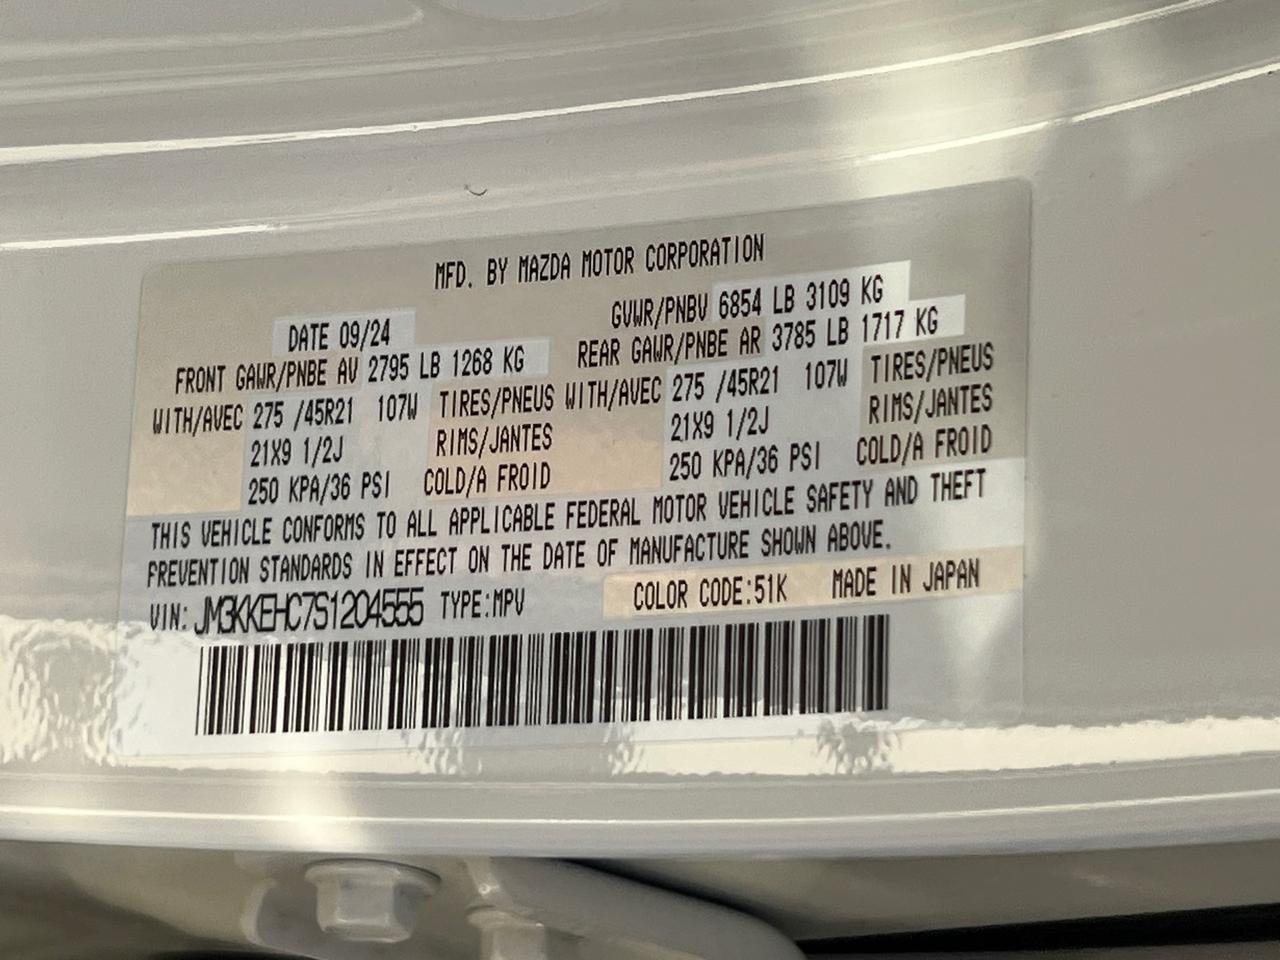 MFD. BY MAZDA MOTOR CORPORATION
DATE 09/24 GVWR/PNBV 6854 LB 3109 KG
FRONT GAWR/PNBE AV 2795 LB 1268 KG REAR GAWR/PNBE AR 3785 LB 1717 KG
WITH/AVEC 275 /45R21 107W TIRES/PNEUS WITH/AVEC 275 /45R21 107W TIRES/PNEUS
21X9 1/2J RIMS/JANTES 21X9 1/2J RIMS/JANTES
250 KPA/36 PSI COLD/A FROID 250 KPA/36 PSI COLD/A FROID
THIS VEHICLE CONFORMS TO ALL APPLICABLE FEDERAL MOTOR VEHICLE SAFETY AND THEFT
PREVENTION STANDARDS IN EFFECT ON THE DATE OF MANUFACTURE SHOWN ABOVE.
VIN: JM3KKEHC7S1204555 TYPE:MPV COLOR CODE:51K MADE IN JAPAN